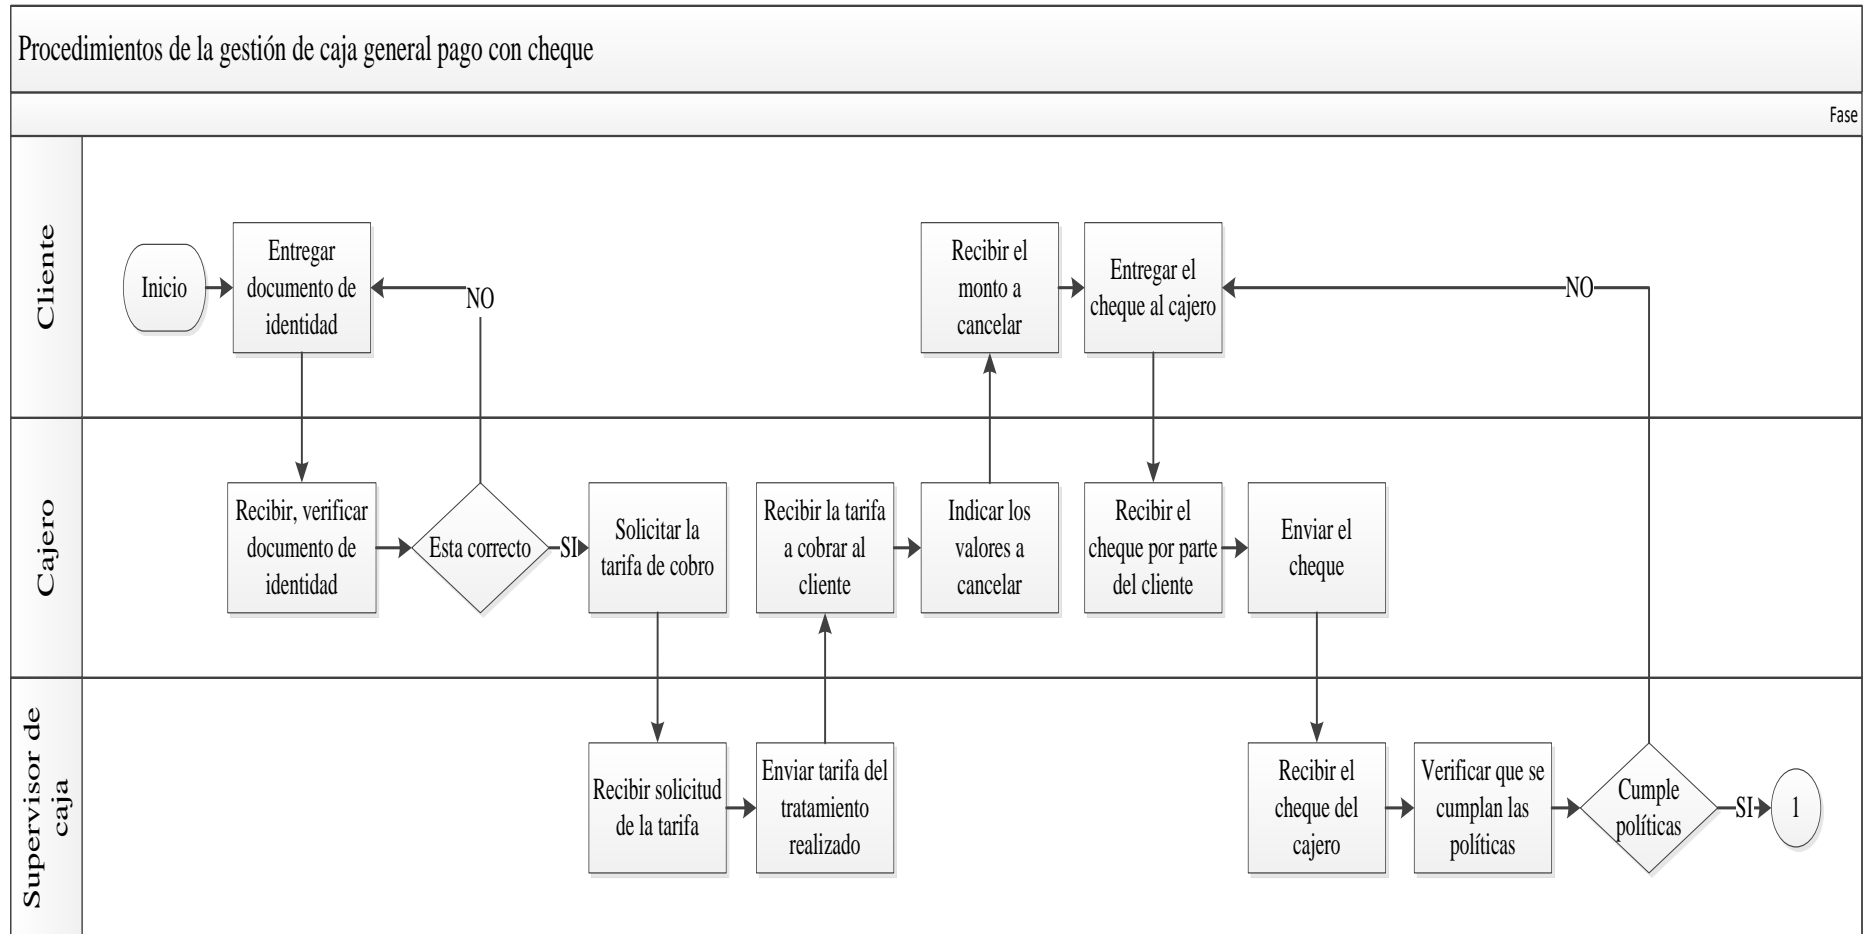 Procedimientos de la gestión de caja general pago con cheque
Fase
Cliente
Inicio
Entregar
documento de
identidad
NO
Recibir el
monto a
cancelar
Entregar el
cheque al cajero
NO
Cajero
Recibir, verificar
documento de
identidad
Esta correcto
SI
Solicitar la
tarifa de cobro
Recibir la tarifa
a cobrar al
cliente
Indicar los
valores a
cancelar
Recibir el
cheque por parte
del cliente
Enviar el
cheque
Supervisor de
caja
Recibir solicitud
de la tarifa
Enviar tarifa del
tratamiento
realizado
Recibir el
cheque del
cajero
Verificar que se
cumplan las
políticas
Cumple
políticas
SI
1